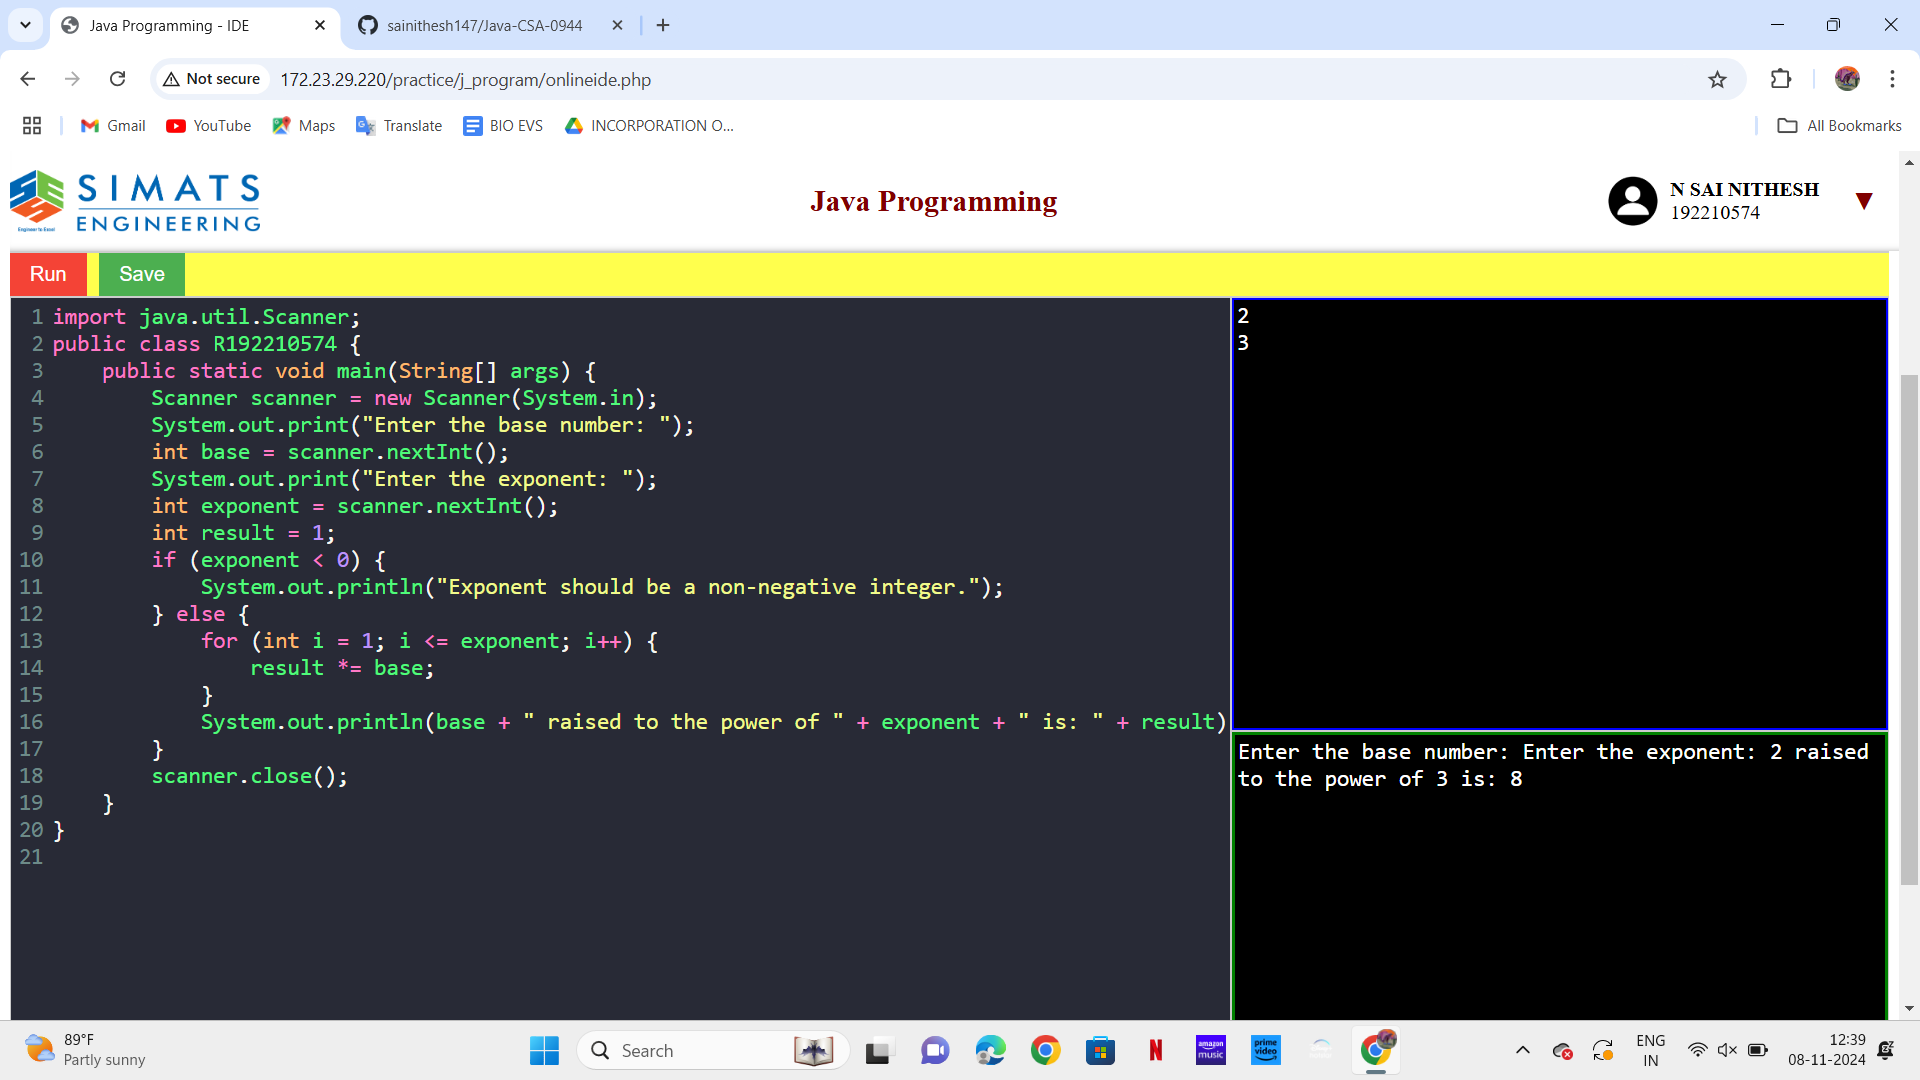 Java Programming - IDE
sainithesh147/Java-CSA-0944
Not secure
172.23.29.220/practice/j_program/onlineide.php
Gmail
YouTube
Maps
Translate
BIO EVS
INCORPORATION O...
All Bookmarks
SIMATS
ENGINEERING
Engineer to Excel
Java Programming
N SAI NITHESH
192210574
Run
Save
1 import java.util.Scanner;
2 public class R192210574 {
3     public static void main(String[] args) {
4         Scanner scanner = new Scanner(System.in);
5         System.out.print("Enter the base number: ");
6         int base = scanner.nextInt();
7         System.out.print("Enter the exponent: ");
8         int exponent = scanner.nextInt();
9         int result = 1;
10         if (exponent < 0) {
11             System.out.println("Exponent should be a non-negative integer.");
12         } else {
13             for (int i = 1; i <= exponent; i++) {
14                 result *= base;
15             }
16             System.out.println(base + " raised to the power of " + exponent + " is: " + result)
17         }
18         scanner.close();
19     }
20 }
21
2
3
Enter the base number: Enter the exponent: 2 raised
to the power of 3 is: 8
89°F
Partly sunny
Search
amazon
music
prime
video
ENG
IN
12:39
08-11-2024